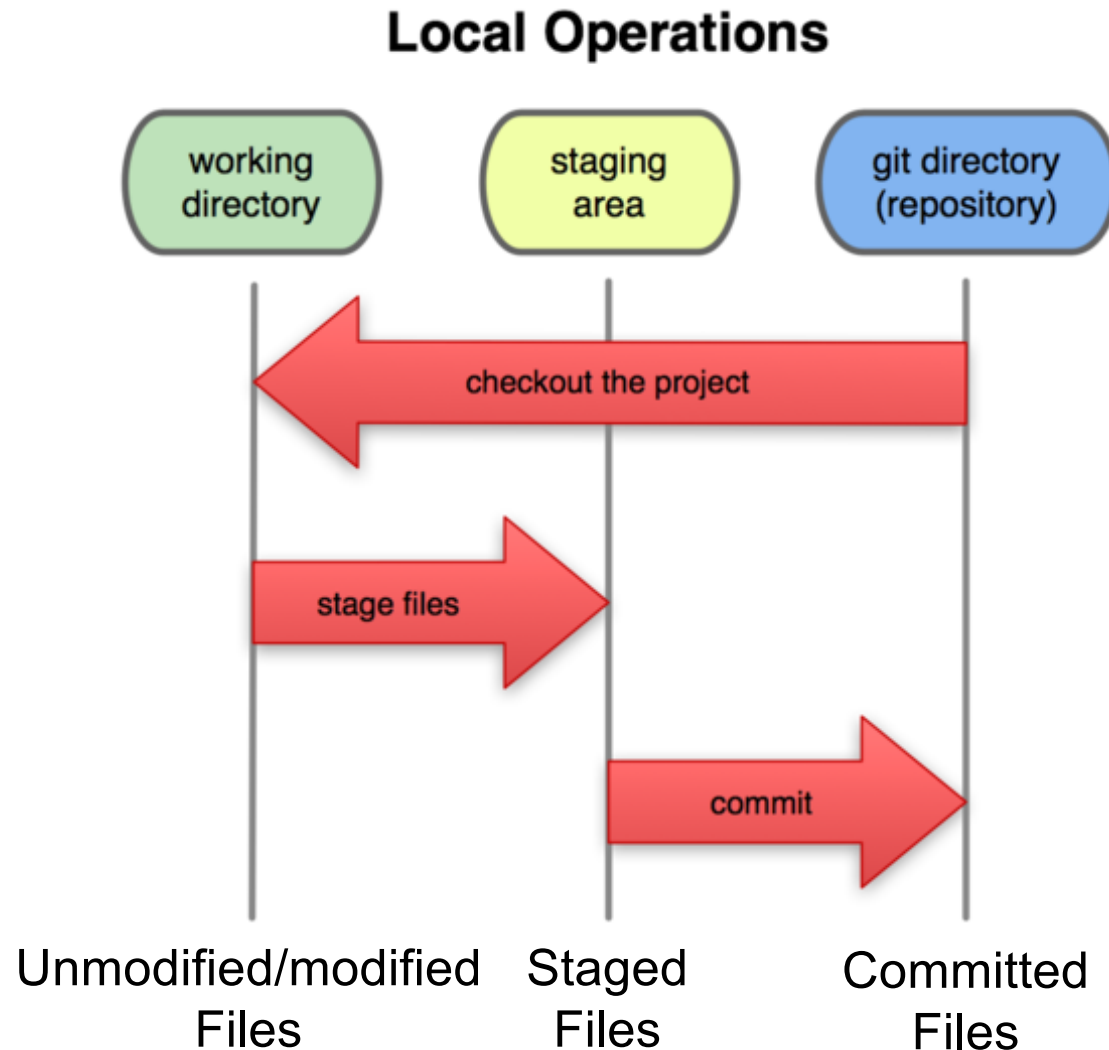 Local Operations
working
directory
staging
area
git directory
(repository)
checkout the project
stage files
commit
Unmodified/modified
Files
Staged
Files
Committed
Files